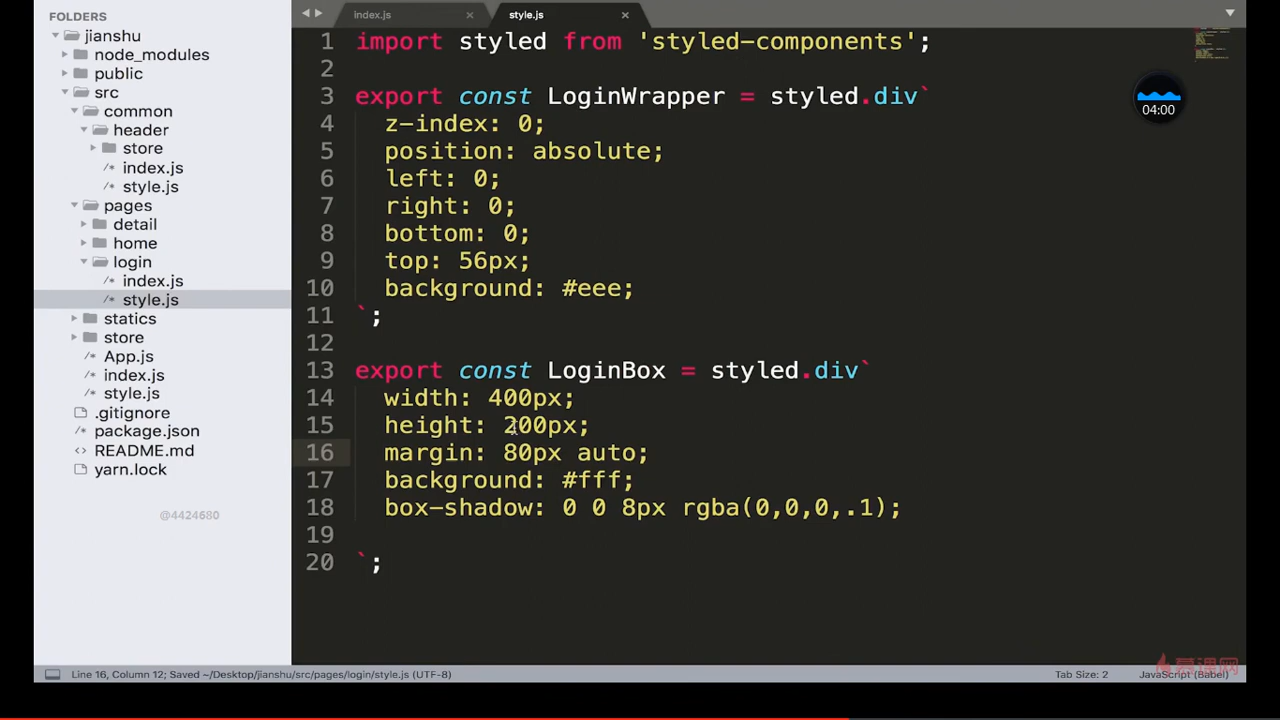 FOLDERS
jianshu
node_modules
public
src
common
header
store
/* index.js
/* style.js
pages
detail
home
login
/* index.js
/* style.js
statics
store
/* App.js
/* index.js
/* style.js
.gitignore
package.json
<> README.md
yarn.lock
@4424680
index.js ×
style.js ×
1 import styled from 'styled-components';
2
3 export const LoginWrapper = styled.div`
4 z-index: 0;
5 position: absolute;
6 left: 0;
7 right: 0;
8 bottom: 0;
9 top: 56px;
10 background: #eee;
11 `;
12
13 export const LoginBox = styled.div`
14 width: 400px;
15 height: 200px;
16 margin: 80px auto;
17 background: #fff;
18 box-shadow: 0 0 8px rgba(0,0,0,.1);
19
20 `;
04:00
慕课网
Line 16, Column 12; Saved ~/Desktop/jianshu/src/pages/login/style.js (UTF-8)
Tab Size: 2
JavaScript (Babel)